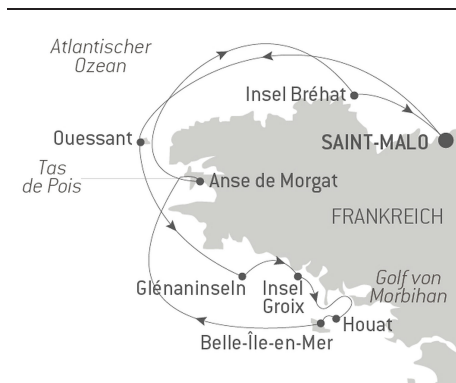 Atlantischer
Ozean
Insel Bréhat
Ouessant
SAINT-MALO
Tas
de Pois
Anse de Morgat
FRANKREICH
Glénaninseln
Insel
Groix
Golf von
Morbihan
Houat
Belle-Île-en-Mer